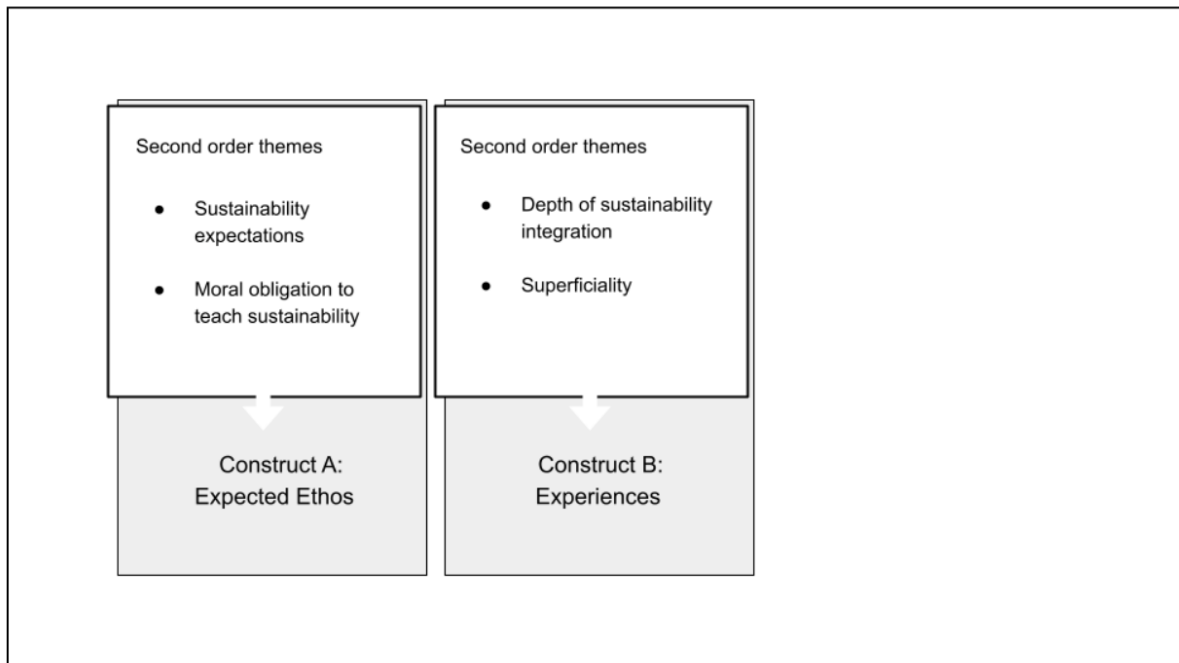 Second order themes
● Sustainability
expectations
● Moral obligation to
teach sustainability
Construct A:
Expected Ethos
Second order themes
● Depth of sustainability
integration
● Superficiality
Construct B:
Experiences